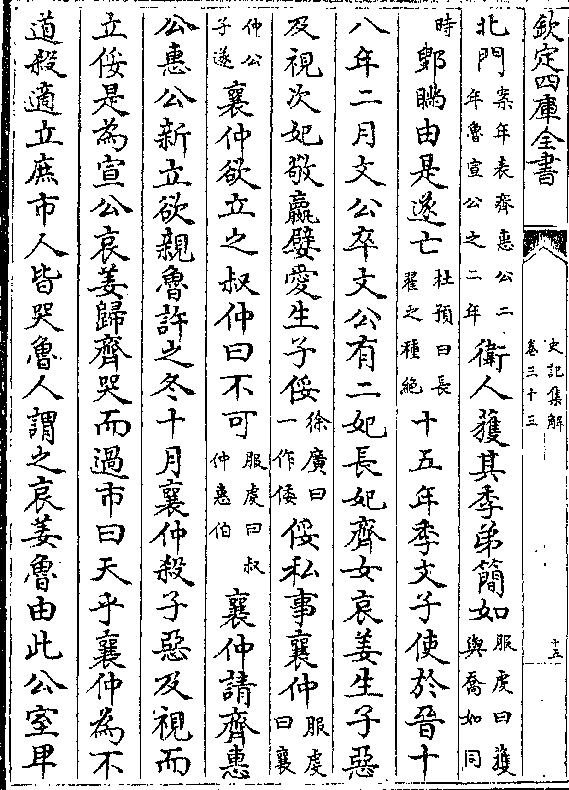 欽定四庫全書
史記集解
卷三十三
十五
北門案年表齊惠公二年魯宣公之二年衛人獲其季弟簡如服虔曰獲與喬如同
時鄋瞞由是遂亡杜預曰長翟之種絶十五年季文子使於晉十
八年二月文公卒文公有二妃長妃齊女哀姜生子惡
及視次妃敬嬴嬖愛生子俀徐廣曰一作倭俀私事襄仲服虔曰襄
仲公子遂襄仲欲立之叔仲曰不可服虔曰叔仲惠伯襄仲請齊惠
公惠公新立欲親魯許之冬十月襄仲殺子惡及視而
立俀是為宣公哀姜歸齊哭而過市曰天乎襄仲為不
道殺適立庶市人皆哭魯人謂之哀姜魯由此公室卑